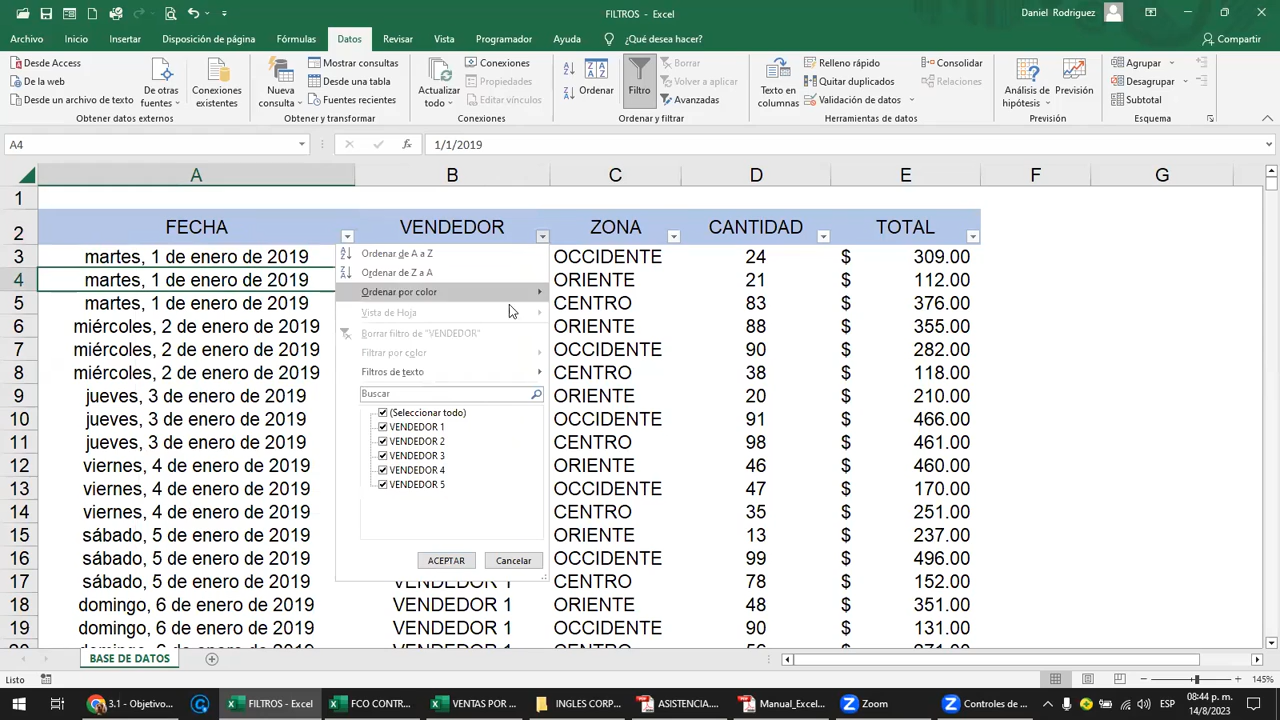 FILTROS - Excel
Daniel Rodriguez
Archivo Inicio Insertar Disposición de página Fórmulas Datos Revisar Vista Programador Ayuda ¿Qué desea hacer? Compartir
Desde Access
De la web
Desde un archivo de texto
De otras fuentes
Conexiones existentes
Obtener datos externos
Nueva consulta
Mostrar consultas
Desde una tabla
Fuentes recientes
Obtener y transformar
Actualizar todo
Conexiones
Propiedades
Editar vínculos
Conexiones
Ordenar
Filtro
Borrar
Volver a aplicar
Avanzadas
Ordenar y filtrar
Texto en columnas
Relleno rápido
Quitar duplicados
Validación de datos
Consolidar
Relaciones
Herramientas de datos
Análisis de hipótesis
Previsión
Previsión
Agrupar
Desagrupar
Subtotal
Esquema
A4 fx 1/1/2019
A B C D E F G
1
2 FECHA VENDEDOR ZONA CANTIDAD TOTAL
3 martes, 1 de enero de 2019 OCCIDENTE 24 $ 309.00
4 martes, 1 de enero de 2019 ORIENTE 21 $ 112.00
5 martes, 1 de enero de 2019 CENTRO 83 $ 376.00
6 miércoles, 2 de enero de 2019 ORIENTE 88 $ 355.00
7 miércoles, 2 de enero de 2019 OCCIDENTE 90 $ 282.00
8 miércoles, 2 de enero de 2019 CENTRO 38 $ 118.00
9 jueves, 3 de enero de 2019 ORIENTE 20 $ 210.00
10 jueves, 3 de enero de 2019 OCCIDENTE 91 $ 466.00
11 jueves, 3 de enero de 2019 CENTRO 98 $ 461.00
12 viernes, 4 de enero de 2019 ORIENTE 46 $ 460.00
13 viernes, 4 de enero de 2019 OCCIDENTE 47 $ 170.00
14 viernes, 4 de enero de 2019 CENTRO 35 $ 251.00
15 sábado, 5 de enero de 2019 ORIENTE 13 $ 237.00
16 sábado, 5 de enero de 2019 OCCIDENTE 99 $ 496.00
17 sábado, 5 de enero de 2019 VENDEDOR 1 CENTRO 78 $ 152.00
18 domingo, 6 de enero de 2019 VENDEDOR 1 ORIENTE 48 $ 351.00
19 domingo, 6 de enero de 2019 VENDEDOR 1 OCCIDENTE 90 $ 131.00
Ordenar de A a Z
Ordenar de Z a A
Ordenar por color
Vista de Hoja
Borrar filtro de "VENDEDOR"
Filtrar por color
Filtros de texto
Buscar
(Seleccionar todo)
VENDEDOR 1
VENDEDOR 2
VENDEDOR 3
VENDEDOR 4
VENDEDOR 5
ACEPTAR Cancelar
BASE DE DATOS
Listo 145%
3.1 - Objetivo... FILTROS - Excel FCO CONTR... VENTAS POR ... INGLES CORP... ASISTENCIA.... Manual_Excel... Zoom Controles de ... ESP 08:44 p. m.
14/8/2023